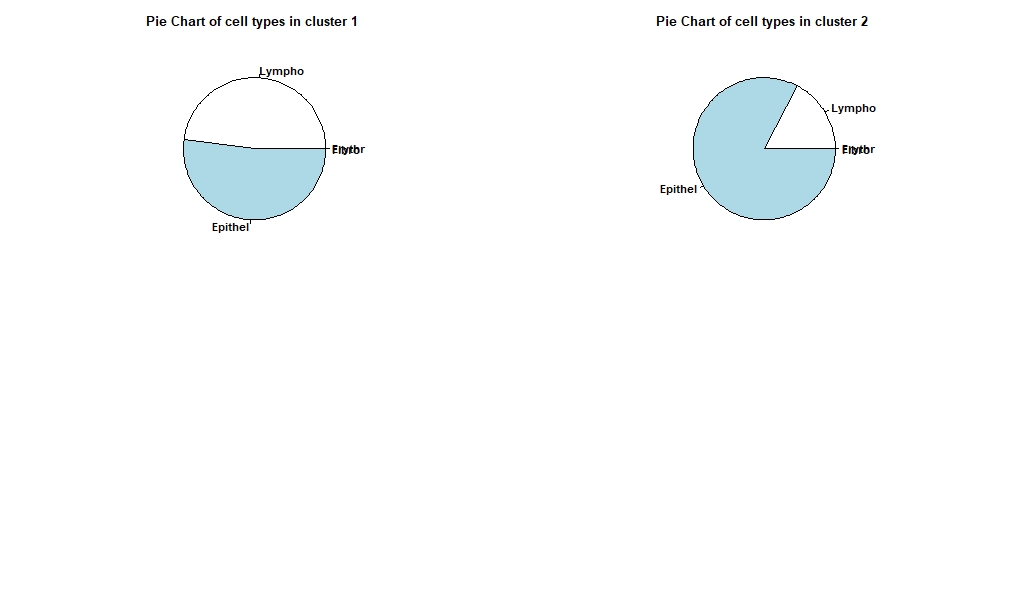 Pie Chart of cell types in cluster 1
Lympho
Epithel
Pie Chart of cell types in cluster 2
Lympho
Epithel